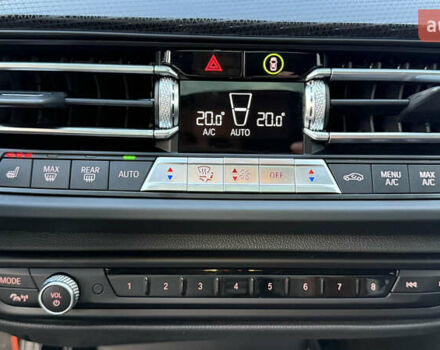 20.0 20.0
A/C AUTO
MAX REAR AUTO OFF MENU A/C MAX A/C
MODE 1 2 3 4 5 6 7 8
VOL